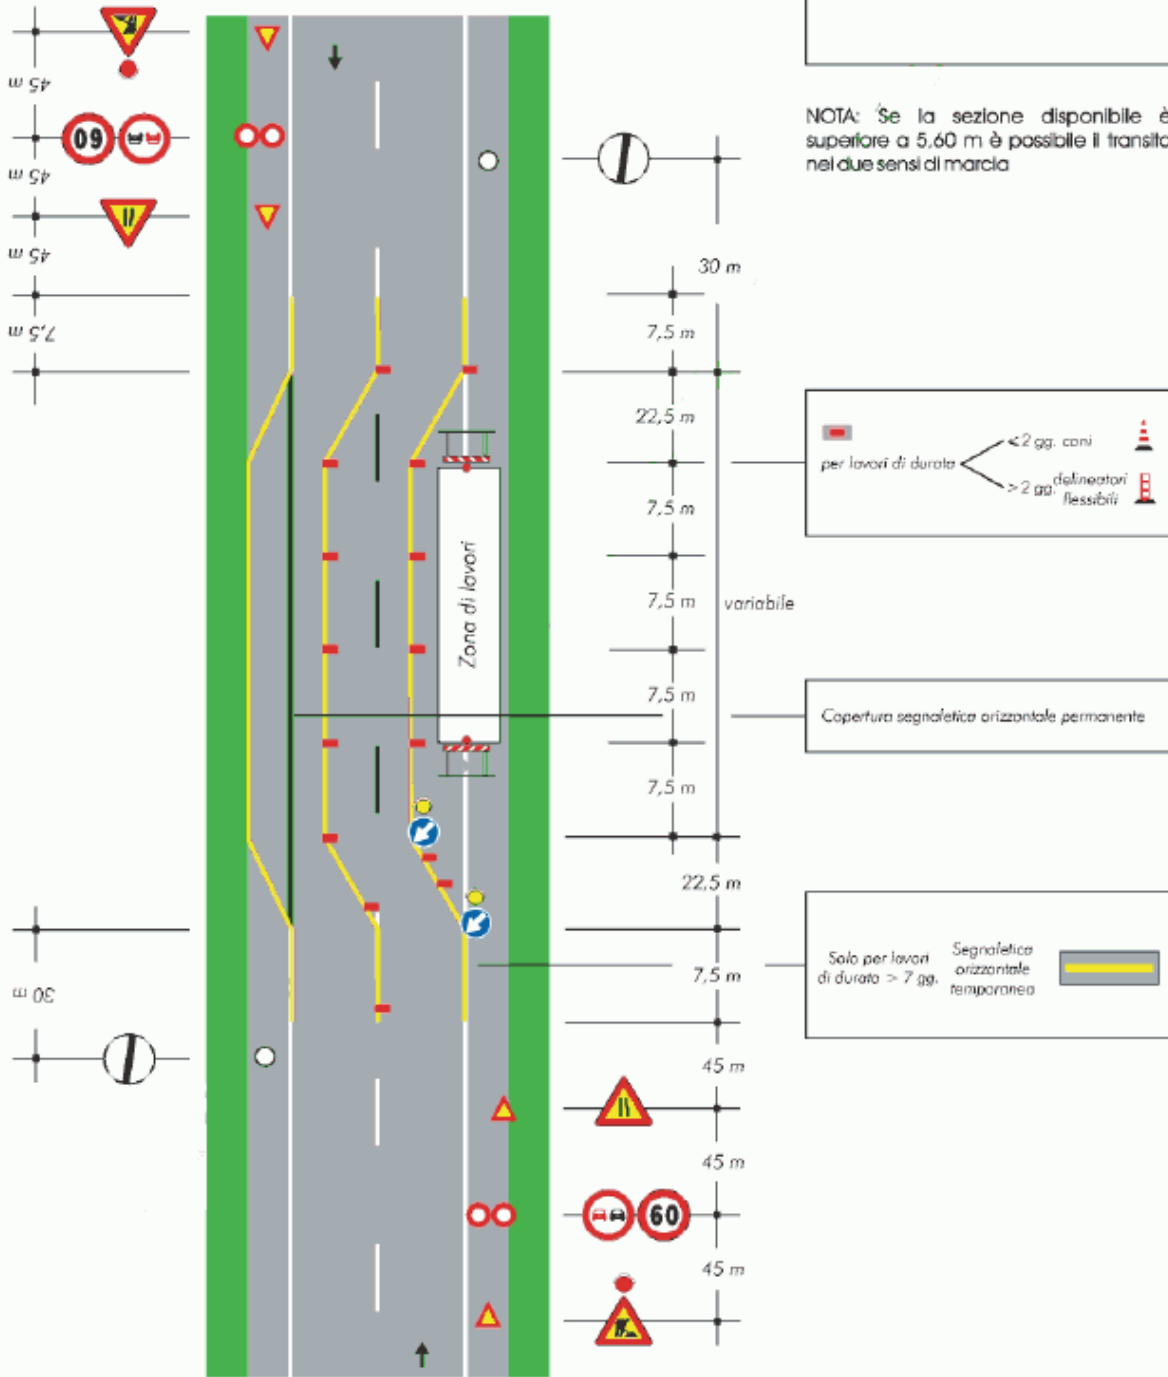 45 m
60
45 m
45 m
7,5 m
30 m
NOTA: Se la sezione disponibile è
superiore a 5,60 m è possibile il transito
nei due sensi di marcia
30 m
7,5 m
22,5 m
7,5 m
7,5 m
variabile
7,5 m
7,5 m
22,5 m
7,5 m
45 m
45 m
60
45 m
Zona di lavori
per lavori di durata
<2 gg. coni
>2 gg. delineatori
flessibili
Copertura segnaletica orizzontale permanente
Solo per lavori
di durata > 7 gg.
Segnaletica
orizzontale
temporanea